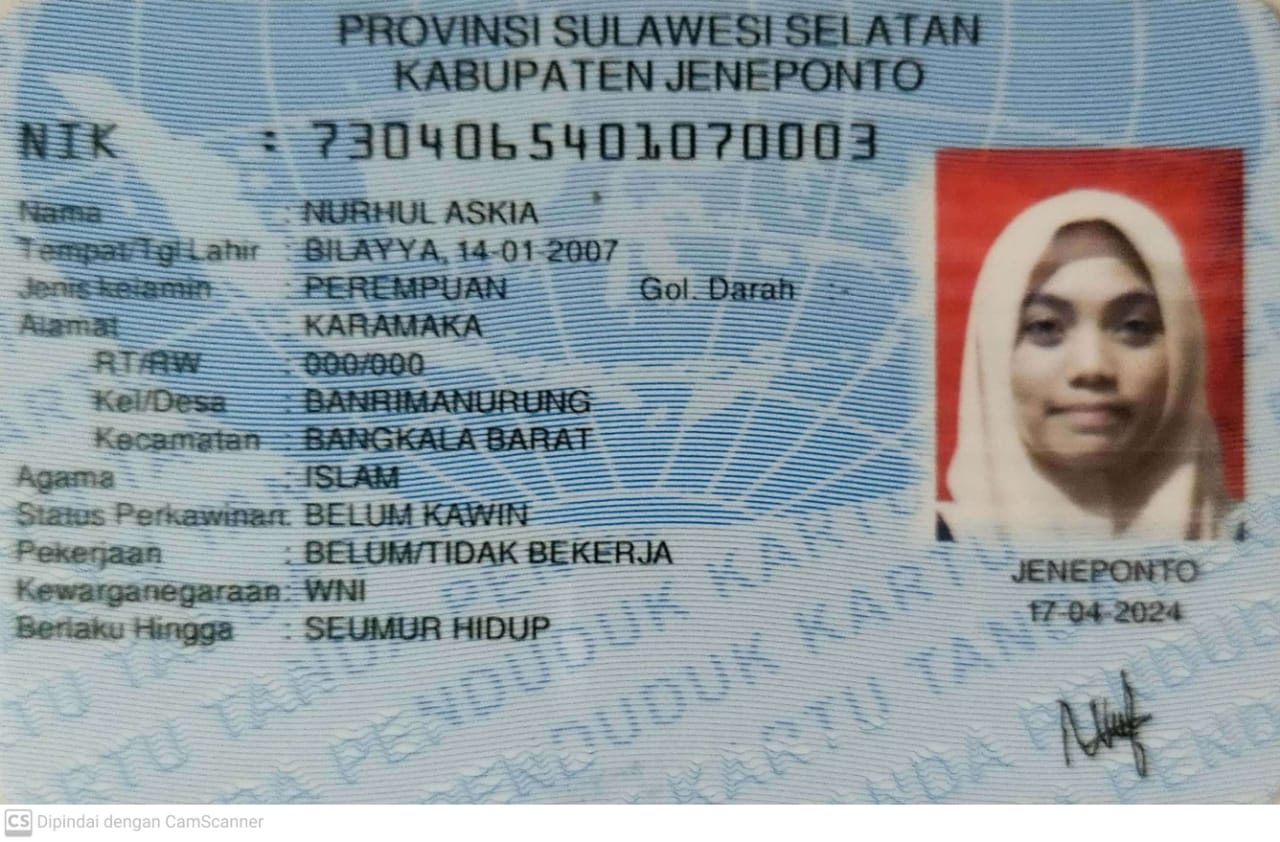 PROVINSI SULAWESI SELATAN
KABUPATEN JENEPONTO
NIK : 7304065401070003
Nama : NURHUL ASKIA
Tempat/Tgl Lahir : BILAYYA, 14-01-2007
Jenis kelamin : PEREMPUAN Gol. Darah : -
Alamat : KARAMAKA
RT/RW : 000/000
Kel/Desa : BANRIMANURUNG
Kecamatan : BANGKALA BARAT
Agama : ISLAM
Status Perkawinan: BELUM KAWIN
Pekerjaan : BELUM/TIDAK BEKERJA
Kewarganegaraan: WNI
Berlaku Hingga : SEUMUR HIDUP
JENEPONTO
17-04-2024
CS Dipindai dengan CamScanner